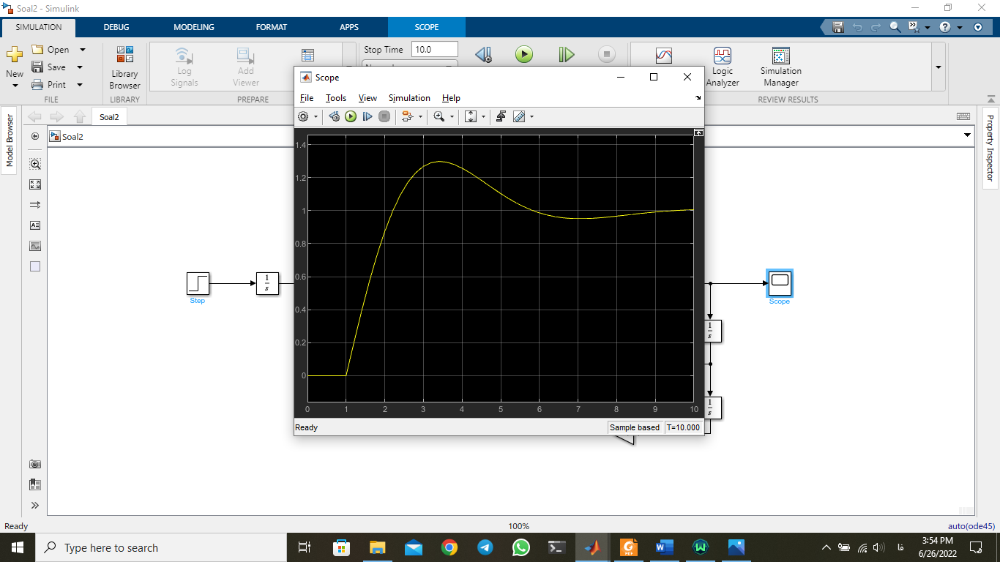 Soal2 - Simulink
SIMULATION DEBUG MODELING FORMAT APPS SCOPE
New
Open
Save
Print
FILE
Library
Browser
LIBRARY
Log
Signals
Add
Viewer
PREPARE
Stop Time 10.0
Logic
Analyzer
Simulation
Manager
REVIEW RESULTS
Model Browser
Soal2
Soal2
Property Inspector
Step
1
s
Scope
File Tools View Simulation Help
1.4
1.2
1
0.8
0.6
0.4
0.2
0
0 1 2 3 4 5 6 7 8 9 10
Ready Sample based T=10.000
Scope
1
s
1
s
Ready 100% auto(ode45)
Type here to search
PDF
فا
3:54 PM
6/26/2022